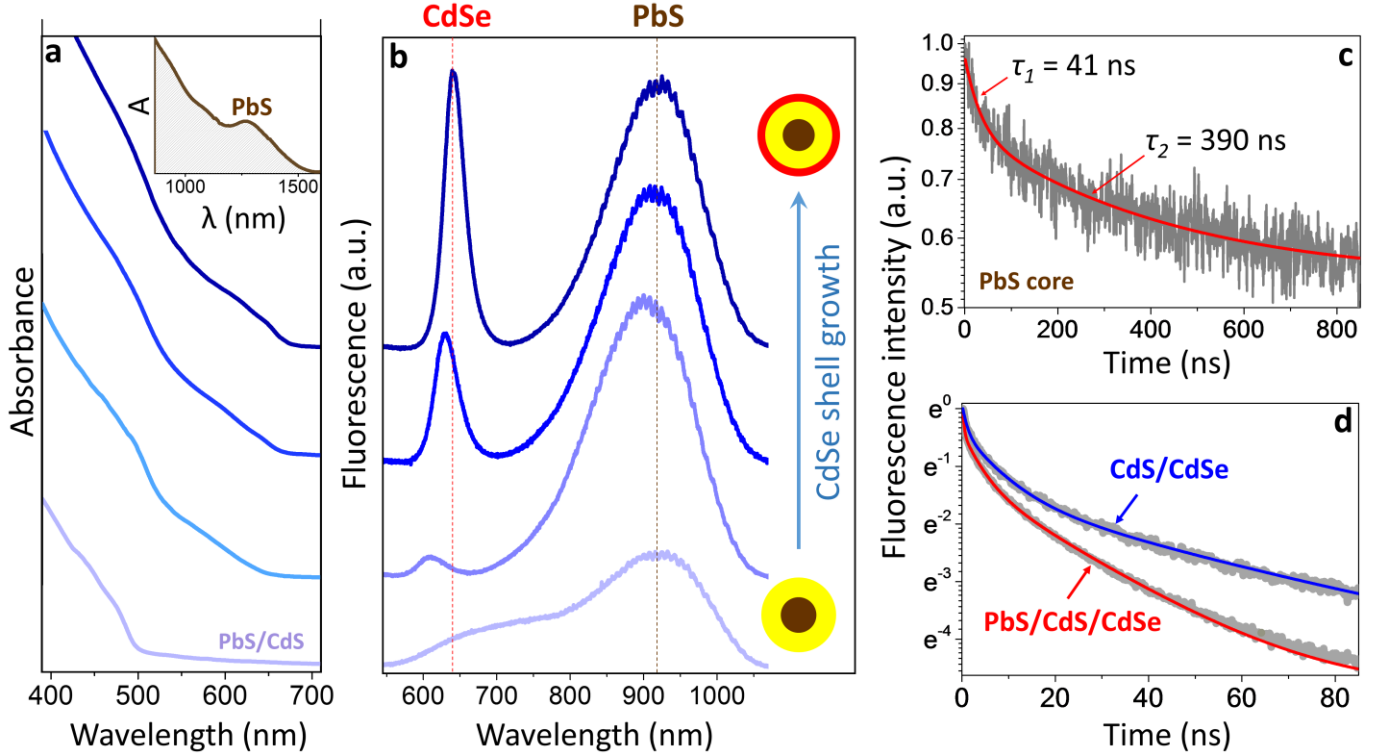 CdSe
PbS
a
PbS
A
1000
1500
λ (nm)
PbS/CdS
400
500
600
700
Wavelength (nm)
Absorbance
b
CdSe shell growth
600
700
800
900
1000
Wavelength (nm)
Fluorescence (a.u.)
c
τ1 = 41 ns
τ2 = 390 ns
PbS core
1.0
0.9
0.8
0.7
0.6
0.5
0
200
400
600
800
Time (ns)
Fluorescence intensity (a.u.)
d
CdS/CdSe
PbS/CdS/CdSe
e^0
e^-1
e^-2
e^-3
e^-4
0
20
40
60
80
Time (ns)